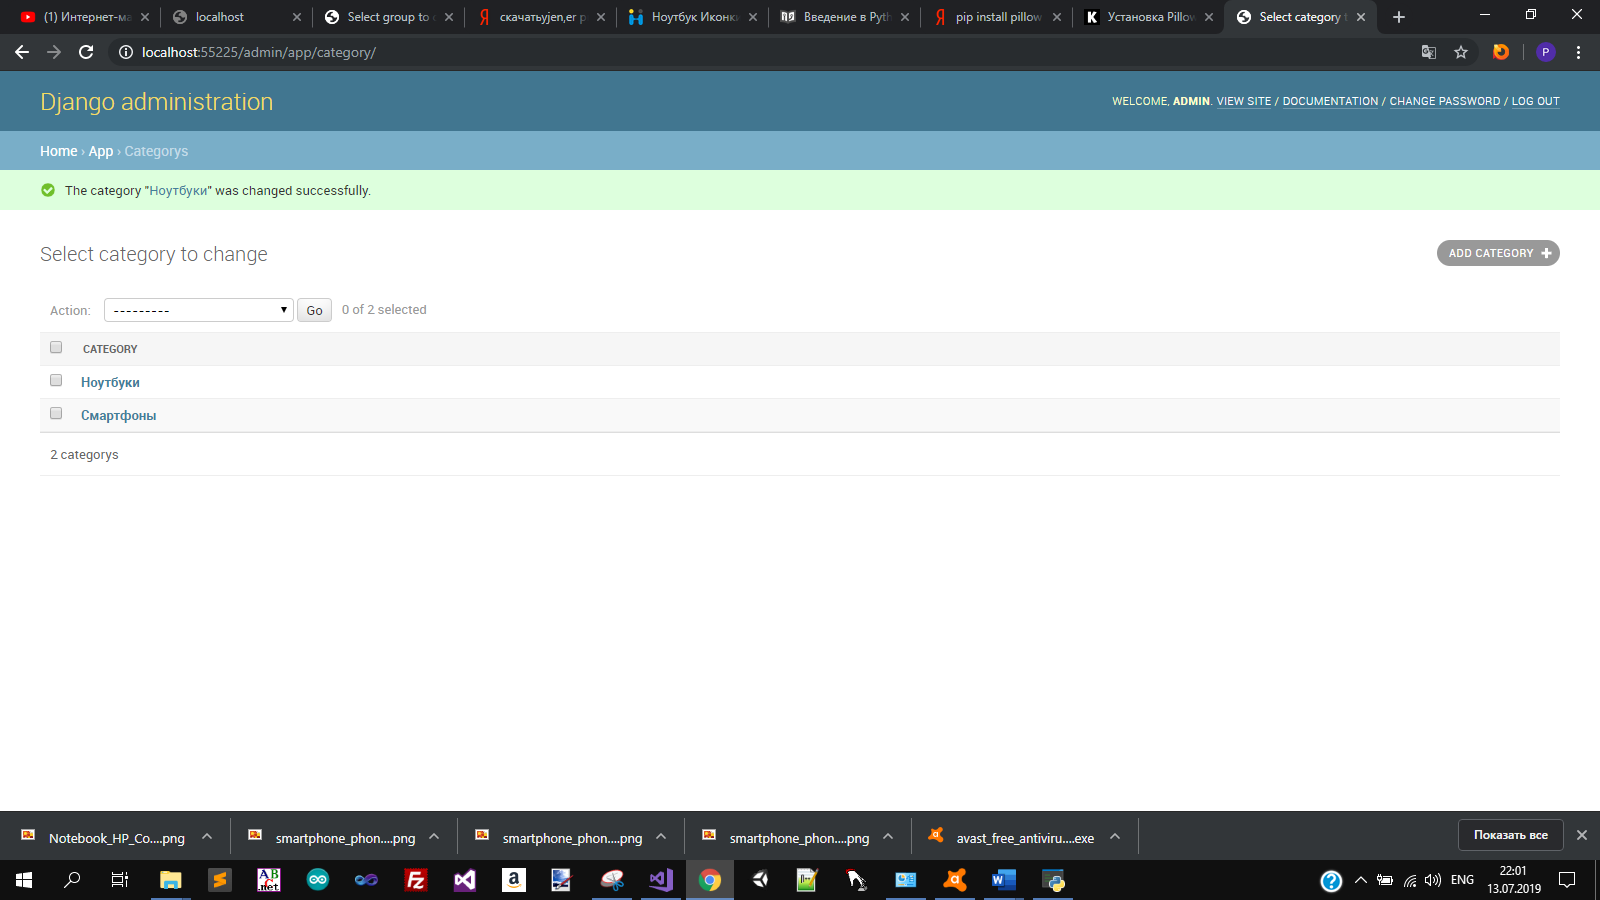 (1) Интернет-ма
localhost
Select group to c
скачатьуjen,er р
Ноутбук Иконки
Введение в Pyth
pip install pillow
Установка Pillow
Select category t
localhost:55225/admin/app/category/
P
Django administration
WELCOME, ADMIN. VIEW SITE / DOCUMENTATION / CHANGE PASSWORD / LOG OUT
Home › App › Categorys
The category "Ноутбуки" was changed successfully.
Select category to change
ADD CATEGORY
Action: --------- Go 0 of 2 selected
CATEGORY
Ноутбуки
Смартфоны
2 categorys
Notebook_HP_Co....png
smartphone_phon....png
smartphone_phon....png
smartphone_phon....png
avast_free_antiviru....exe
Показать все
ENG
22:01
13.07.2019